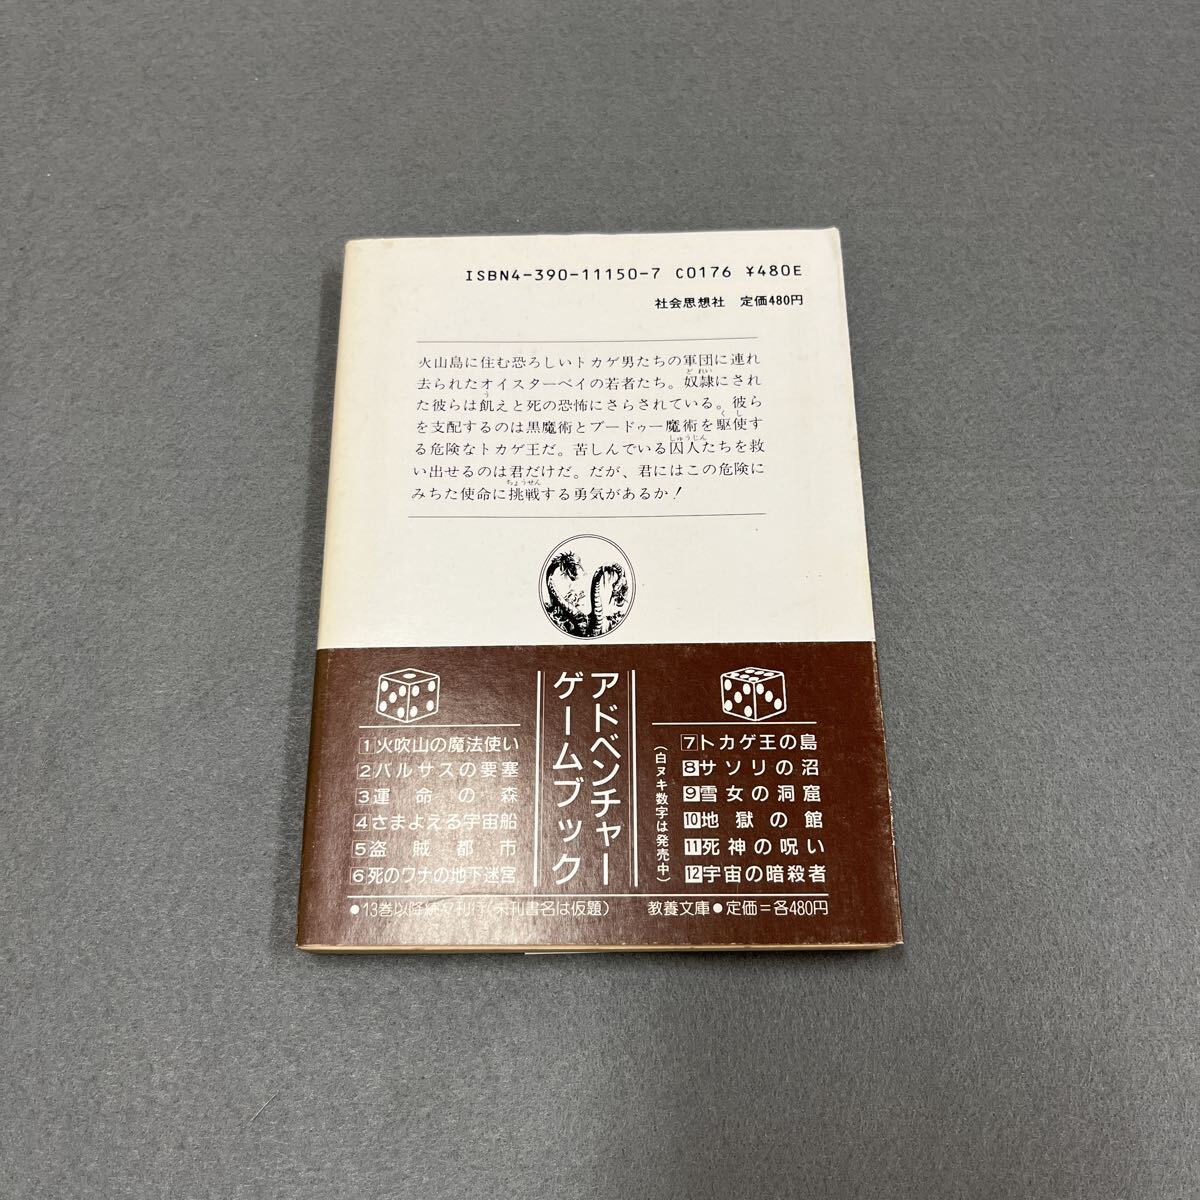 ISBN4-390-11150-7 C0176 ¥480E
社会思想社 定価480円
火山島に住む恐ろしいトカゲ男たちの軍団に連れ
去られたオイスターベイの若者たち。奴隷にされ
た彼らは飢えと死の恐怖にさらされている。彼ら
を支配するのは黒魔術とブードゥー魔術を駆使す
る危険なトカゲ王だ。苦しんでいる囚人たちを救
い出せるのは君だけだ。だが、君にはこの危険に
みちた使命に挑戦する勇気があるか!
アドベンチャー
ゲームブック
1火吹山の魔法使い
2バルサスの要塞
3運命の森
4さまよえる宇宙船
5盗賊都市
6死のワナの地下迷宮
7トカゲ王の島
8サソリの沼
9雪女の洞窟
10地獄の館
11死神の呪い
12宇宙の暗殺者
(白ヌキ数字は発売中)
●13巻以降続々刊行(未刊書名は仮題)
教養文庫●定価=各480円